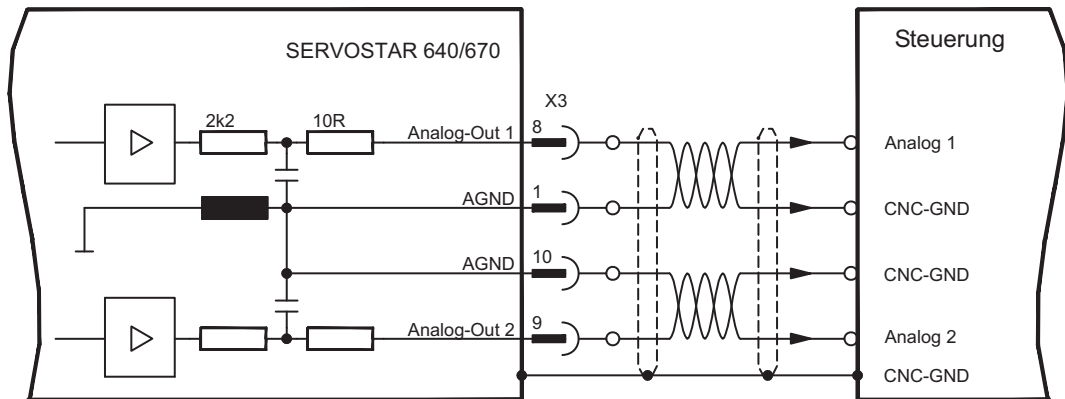 SERVOSTAR 640/670
Steuerung
X3
2k2
10R
Analog-Out 1
8
Analog 1
AGND
1
CNC-GND
AGND
10
CNC-GND
Analog-Out 2
9
Analog 2
CNC-GND